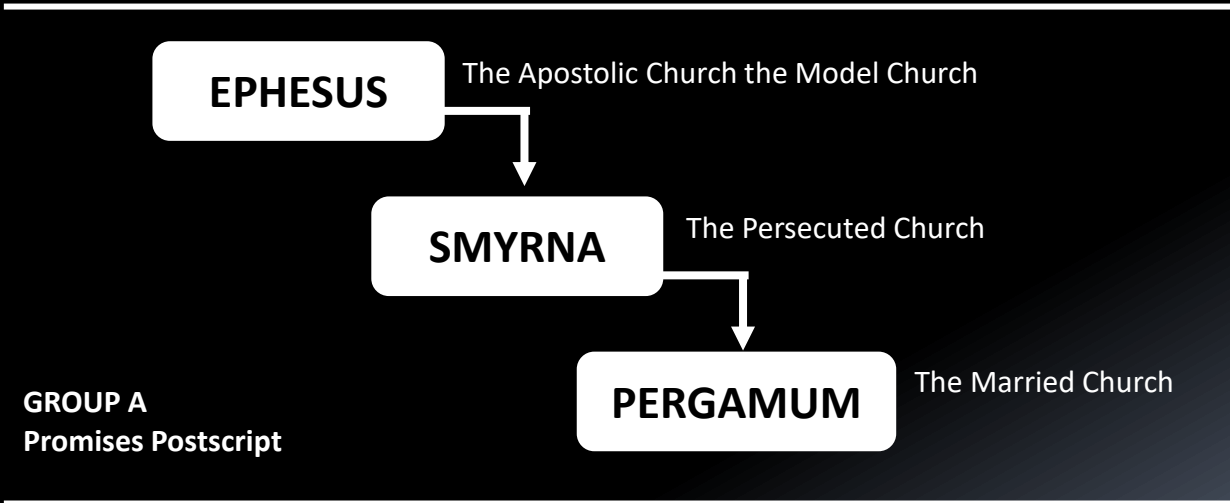 EPHESUS
The Apostolic Church the Model Church
SMYRNA
The Persecuted Church
PERGAMUM
The Married Church
GROUP A
Promises Postscript